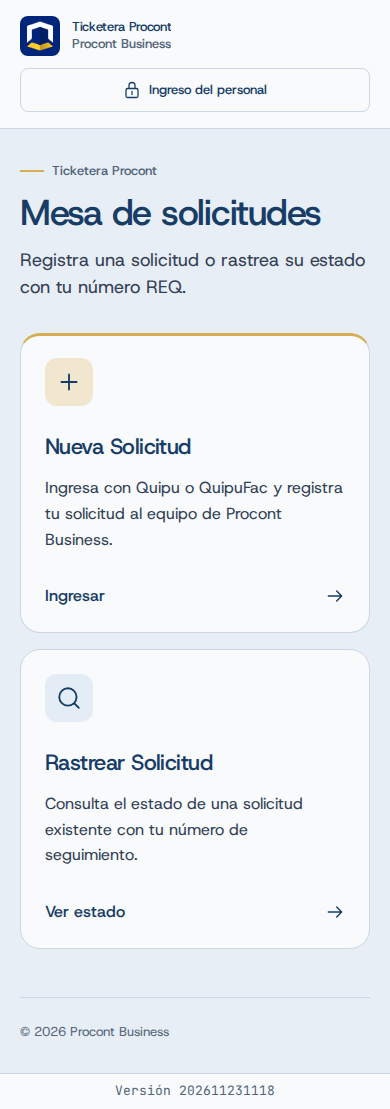 Ticketera Procont
Procont Business
Ingreso del personal
Ticketera Procont
Mesa de solicitudes
Registra una solicitud o rastrea su estado
con tu número REQ.
Nueva Solicitud
Ingresa con Quipu o QuipuFac y registra
tu solicitud al equipo de Procont
Business.
Ingresar
Rastrear Solicitud
Consulta el estado de una solicitud
existente con tu número de
seguimiento.
Ver estado
© 2026 Procont Business
Versión 202611231118